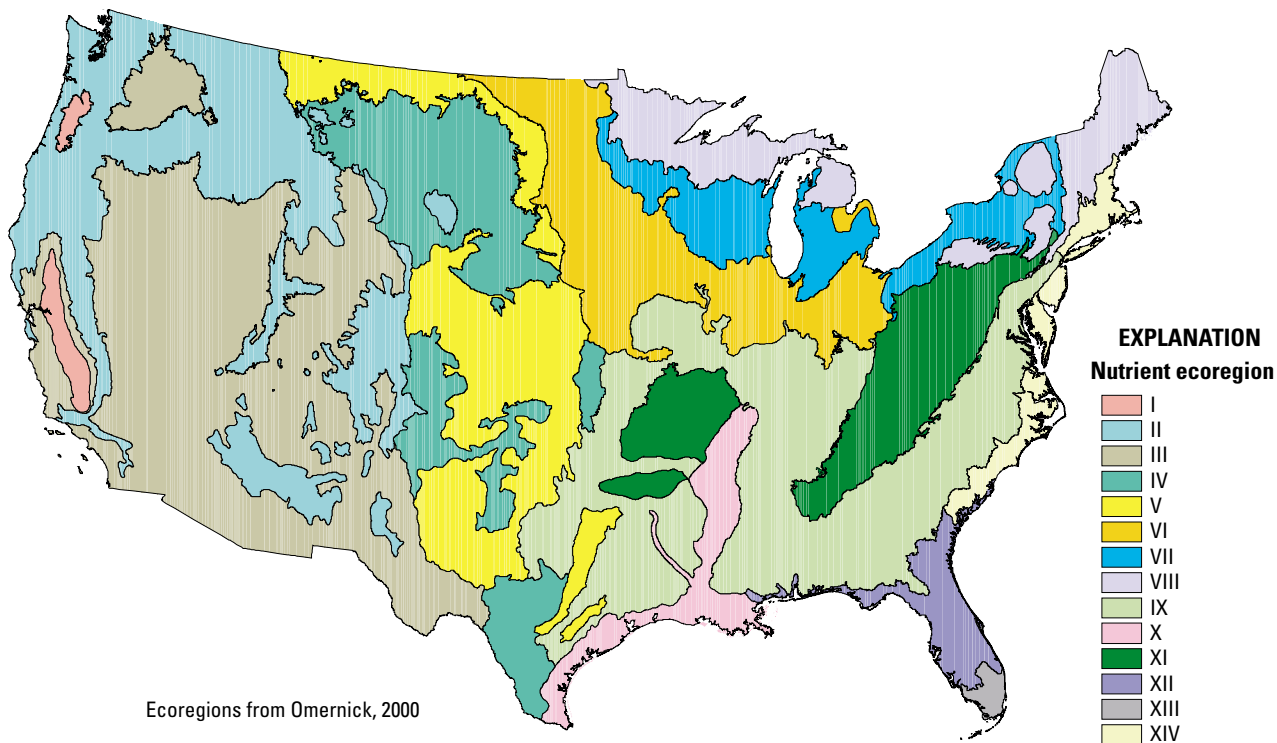 EXPLANATION
Nutrient ecoregion
I
II
III
IV
V
VI
VII
VIII
IX
X
XI
XII
XIII
XIV
Ecoregions from Omernick, 2000